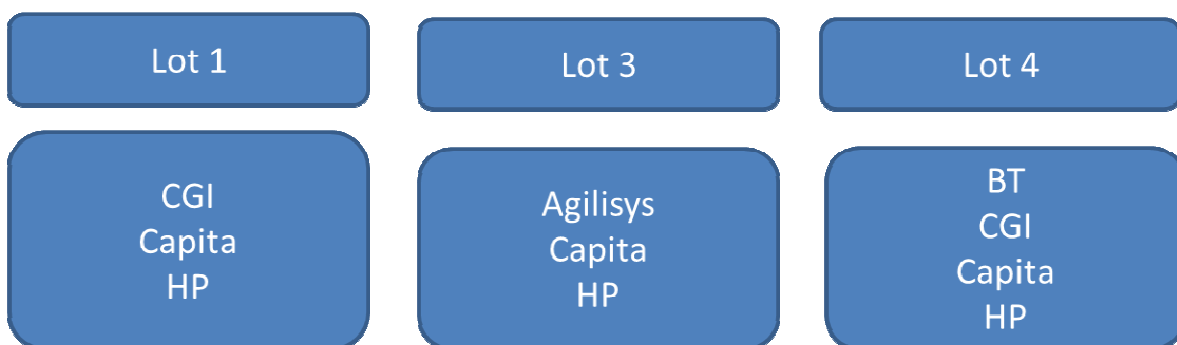 Lot 1
Lot 3
Lot 4
CGI
Capita
HP
Agilisys
Capita
HP
BT
CGI
Capita
HP